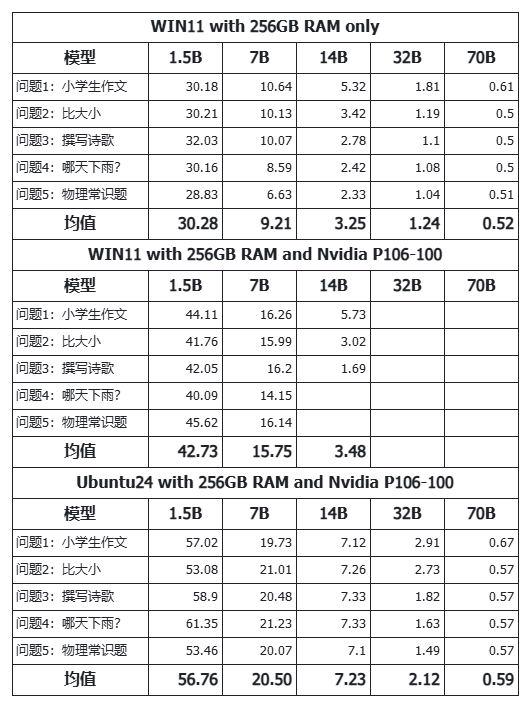 WIN11 with 256GB RAM only
模型 1.5B 7B 14B 32B 70B
问题1：小学生作文 30.18 10.64 5.32 1.81 0.61
问题2：比大小 30.21 10.13 3.42 1.19 0.5
问题3：撰写诗歌 32.03 10.07 2.78 1.1 0.5
问题4：哪天下雨? 30.16 8.59 2.42 1.08 0.5
问题5：物理常识题 28.83 6.63 2.33 1.04 0.51
均值 30.28 9.21 3.25 1.24 0.52
WIN11 with 256GB RAM and Nvidia P106-100
模型 1.5B 7B 14B 32B 70B
问题1：小学生作文 44.11 16.26 5.73
问题2：比大小 41.76 15.99 3.02
问题3：撰写诗歌 42.05 16.2 1.69
问题4：哪天下雨? 40.09 14.15
问题5：物理常识题 45.62 16.14
均值 42.73 15.75 3.48
Ubuntu24 with 256GB RAM and Nvidia P106-100
模型 1.5B 7B 14B 32B 70B
问题1：小学生作文 57.02 19.73 7.12 2.91 0.67
问题2：比大小 53.08 21.01 7.26 2.73 0.57
问题3：撰写诗歌 58.9 20.48 7.33 1.82 0.57
问题4：哪天下雨? 61.35 21.23 7.33 1.63 0.57
问题5：物理常识题 53.46 20.07 7.1 1.49 0.57
均值 56.76 20.50 7.23 2.12 0.59